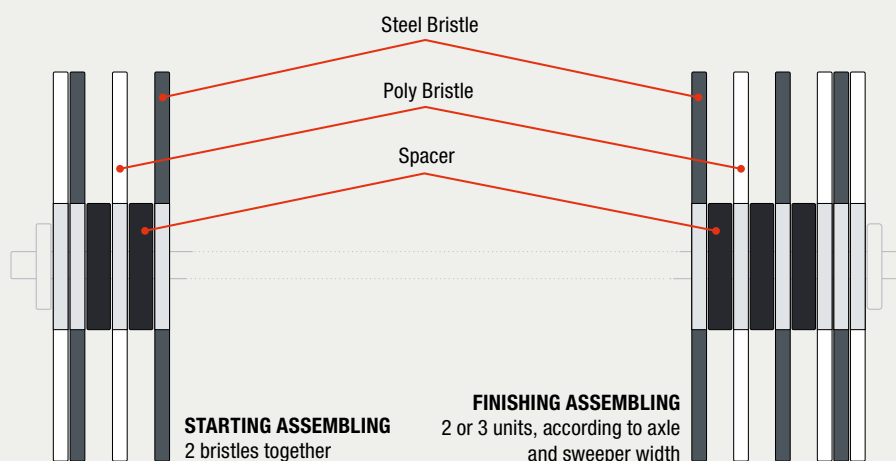 Steel Bristle
Poly Bristle
Spacer
STARTING ASSEMBLING
2 bristles together
FINISHING ASSEMBLING
2 or 3 units, according to axle
and sweeper width